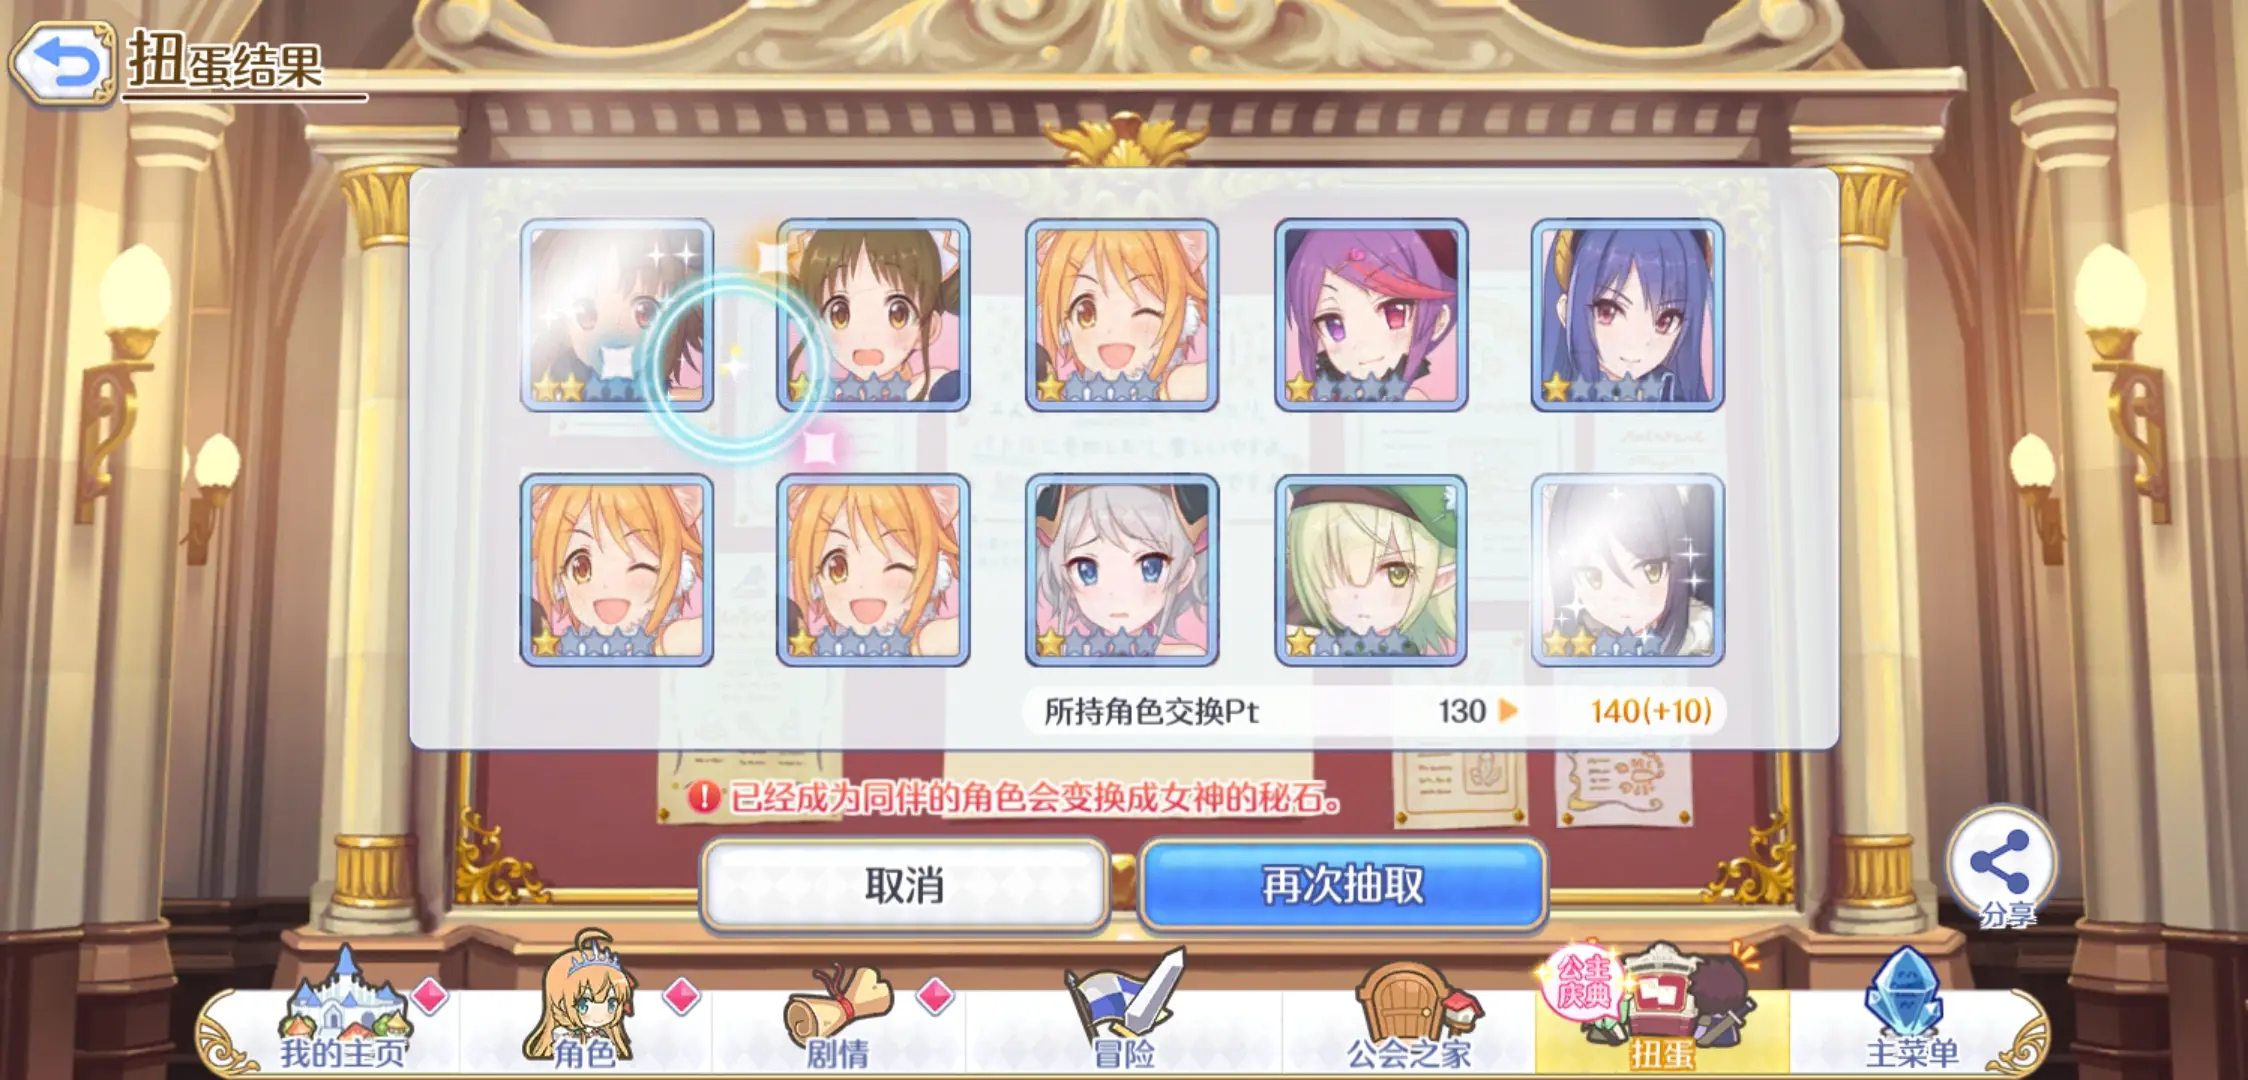 扭蛋结果
所持角色交换Pt 130 140(+10)
已经成为同伴的角色会变换成女神的秘石。
取消
再次抽取
分享
公主庆典
我的主页
角色
剧情
冒险
公会之家
扭蛋
主菜单